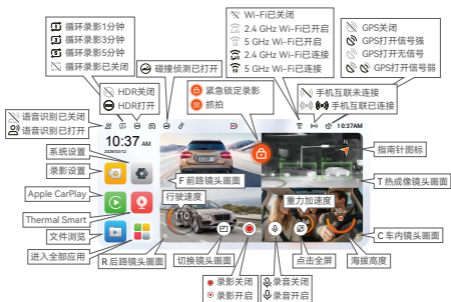 循环录影1分钟
循环录影3分钟
循环录影5分钟
循环录影已关闭
HDR关闭
HDR打开
碰撞侦测已打开
Wi-Fi已关闭
2.4 GHz Wi-Fi已开启
5 GHz Wi-Fi已开启
2.4 GHz Wi-Fi已连接
5 GHz Wi-Fi已连接
GPS关闭
GPS打开信号强
GPS打开无信号
GPS打开信号弱
紧急锁定录影
抓拍
手机互联未连接
手机互联已连接
语音识别已关闭
语音识别已打开
10:37AM
10:37 AM
系统设置
录影设置
Apple CarPlay
Thermal Smart
文件浏览
进入全部应用
F 前路镜头画面
行驶速度
110
重力加速度
N
指南针图标
T 热成像镜头画面
C 车内镜头画面
R 后路镜头画面
切换镜头画面
点击全屏
海拔高度
录影关闭
录影开启
录音关闭
录音开启